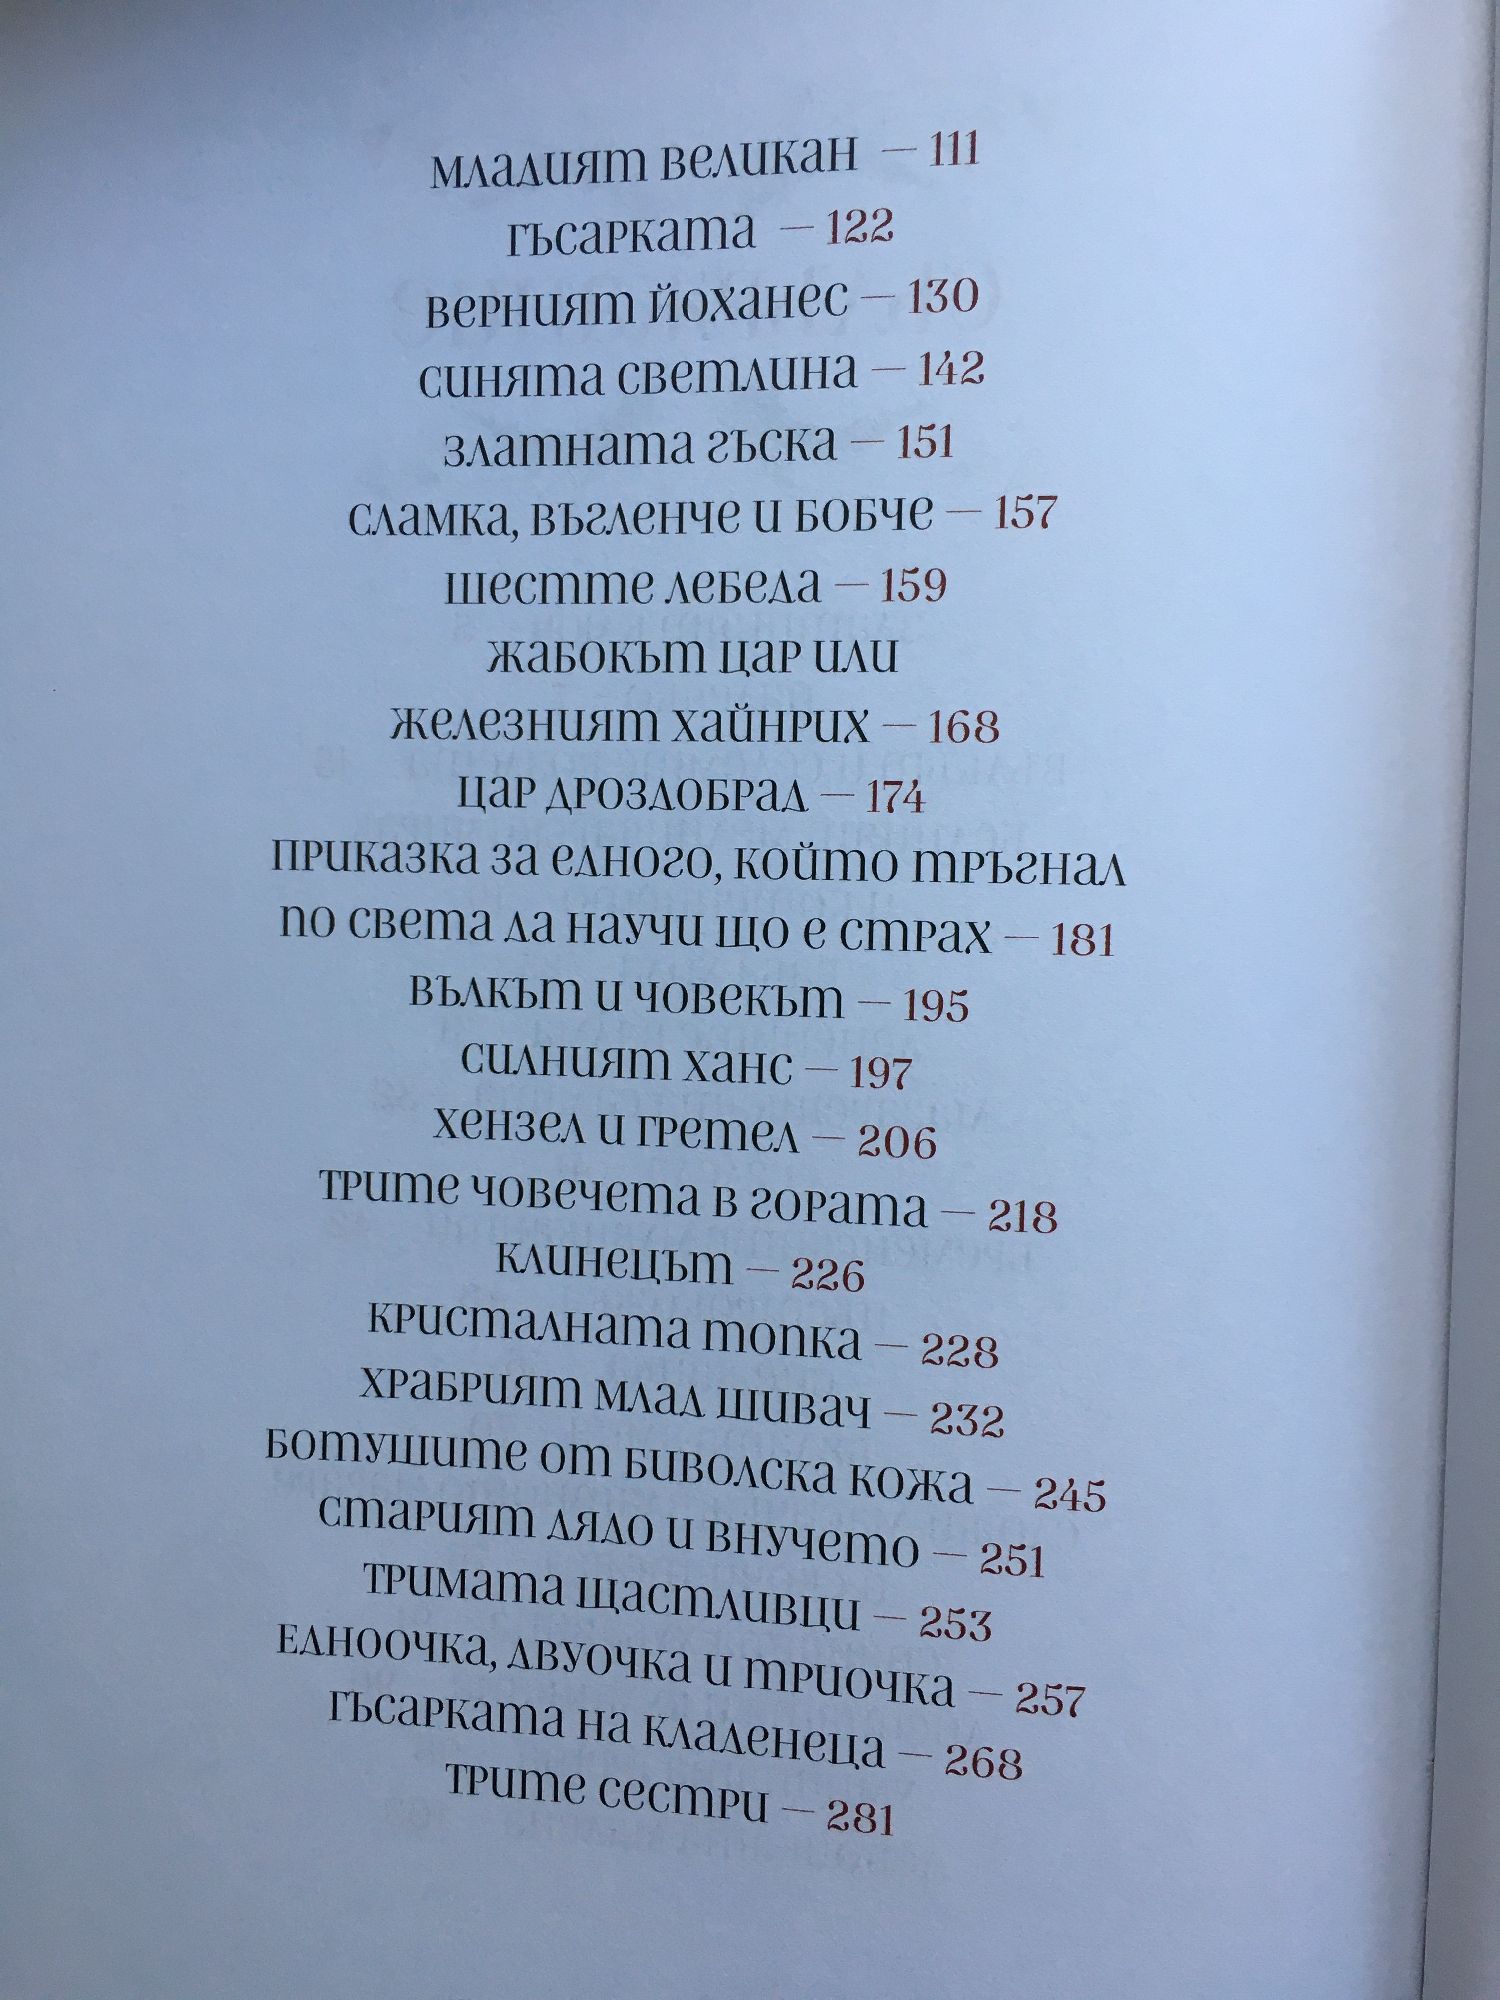 младият великан – 111
гъсарката – 122
верният йоханес – 130
синята светлина – 142
златната гъска – 151
сламка, въгленче и бобче – 157
шестте лебеда – 159
жабокът цар или
железният хайнрих – 168
цар дроздобрад – 174
приказка за едного, който тръгнал
по света да научи що е страх – 181
вълкът и човекът – 195
силният ханс – 197
хензел и гретел – 206
трите човечета в гората – 218
клинецът – 226
кристалната топка – 228
храбрият млад шивач – 232
ботушите от биволска кожа – 245
старият дядо и внучето – 251
тримата щастливци – 253
едноочка, двуочка и триочка – 257
гъсарката на кладенеца – 268
трите сестри – 281